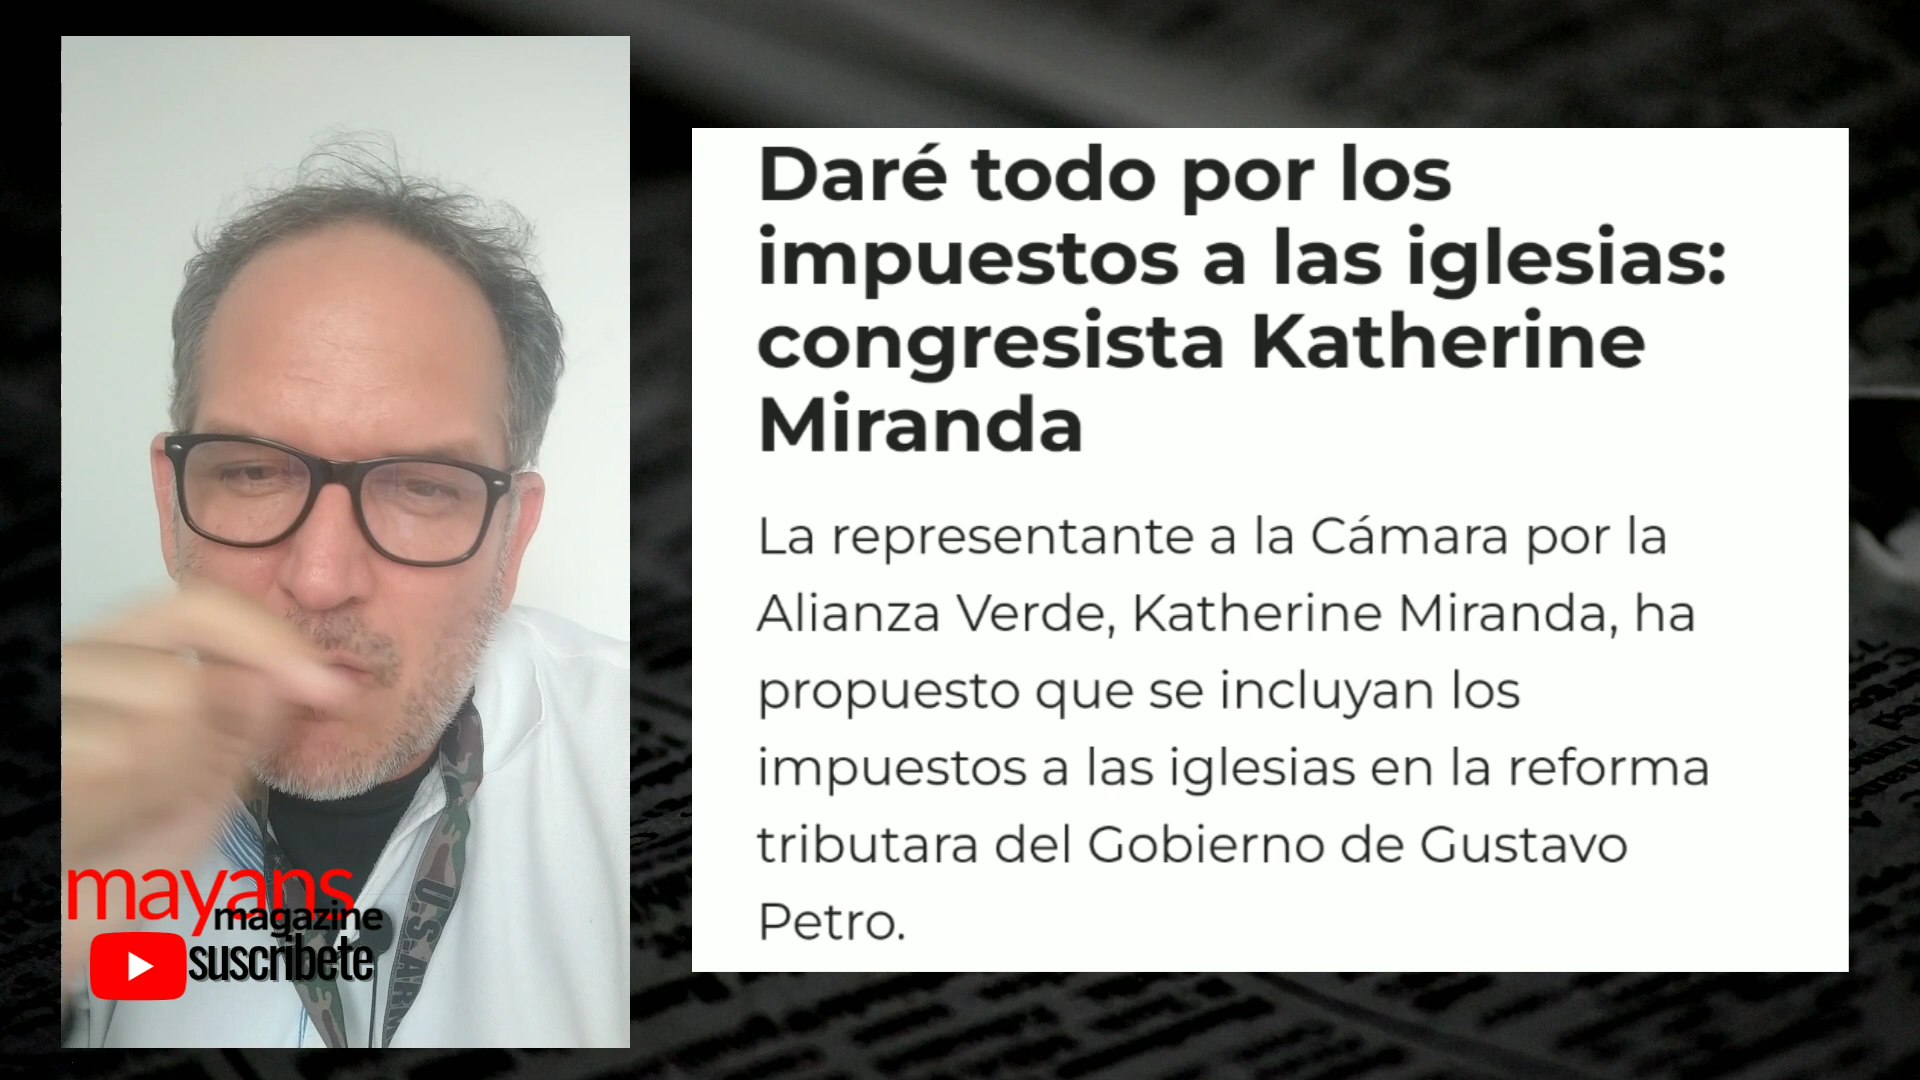 Daré todo por los
impuestos a las iglesias:
congresista Katherine
Miranda
La representante a la Cámara por la
Alianza Verde, Katherine Miranda, ha
propuesto que se incluyan los
impuestos a las iglesias en la reforma
tributara del Gobierno de Gustavo
Petro.
mayans
magazine
suscribete
U.S. ARMY